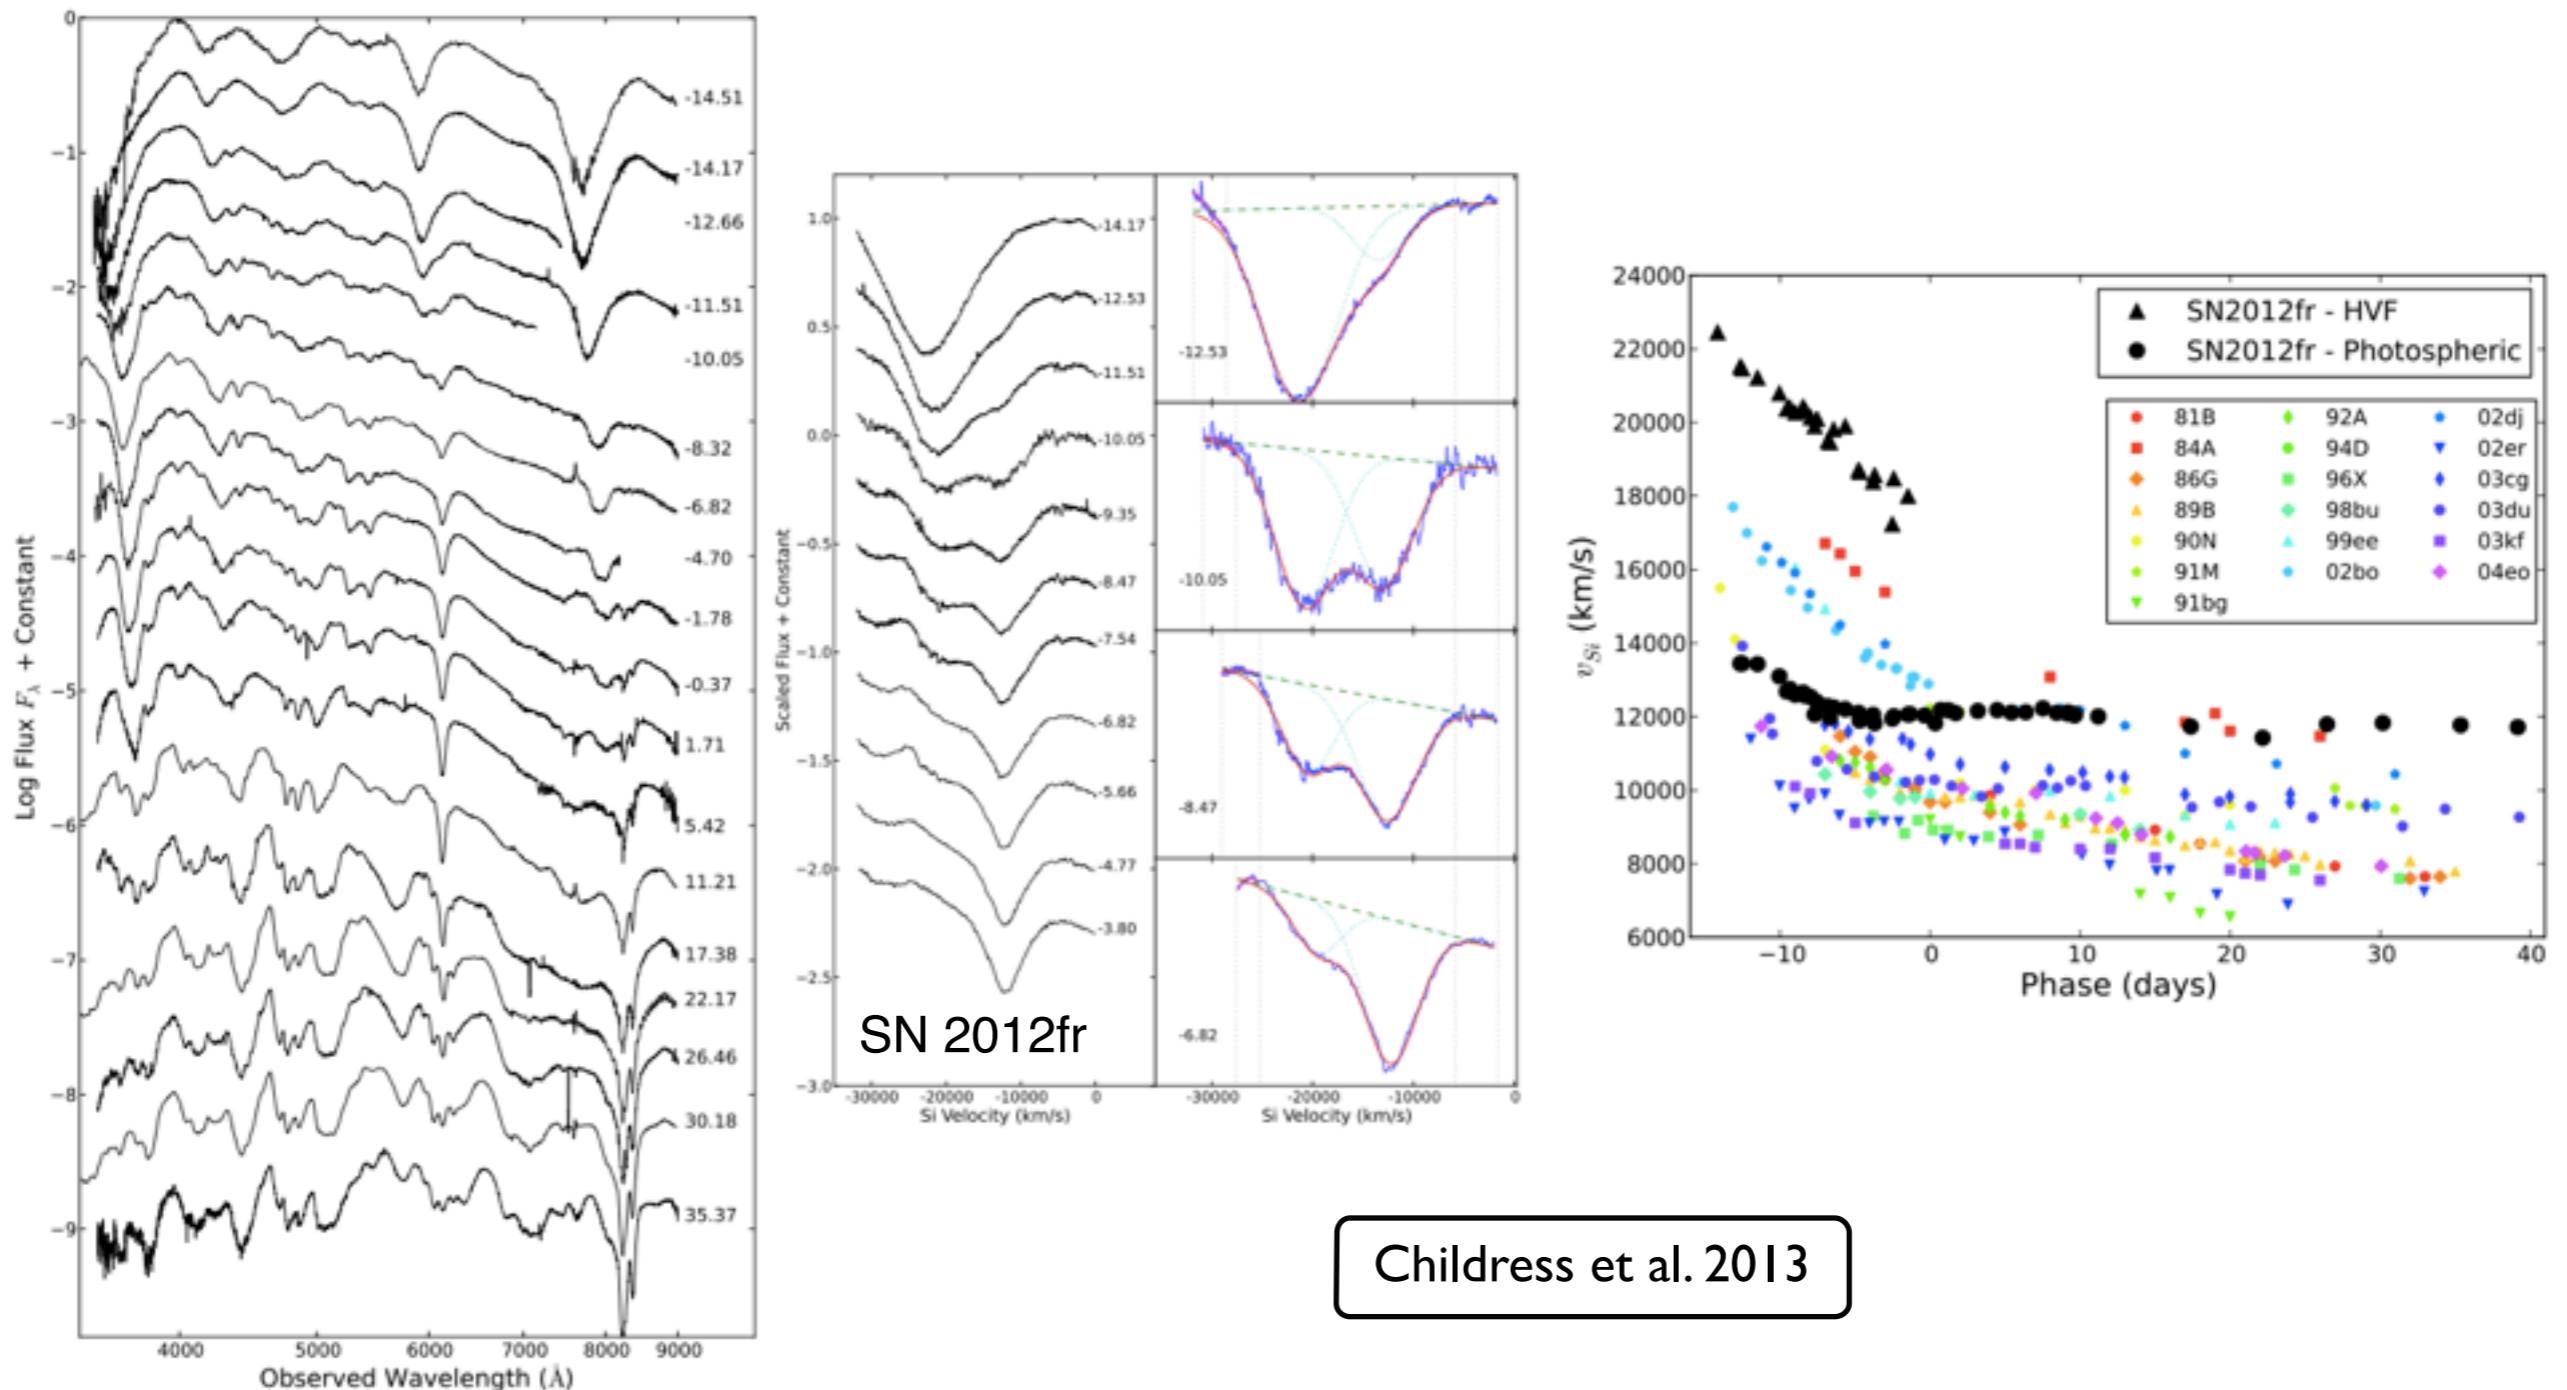 0
−1
−2
−3
−4
−5
−6
−7
−8
−9
Log Flux Fλ + Constant
-14.51
-14.17
-12.66
-11.51
-10.05
-8.32
-6.82
-4.70
-1.78
-0.37
1.71
5.42
11.21
17.38
22.17
26.46
30.18
35.37
4000 5000 6000 7000 8000 9000
Observed Wavelength (Å)
1.0
0.5
0.0
−0.5
−1.0
−1.5
−2.0
−2.5
−3.0
Scaled Flux + Constant
-14.17
-12.53
-11.51
-10.05
-9.35
-8.47
-7.54
-6.82
-5.66
-4.77
-3.80
SN 2012fr
-30000 -20000 -10000 0
Si Velocity (km/s)
-12.53
-10.05
-8.47
-6.82
-30000 -20000 -10000 0
Si Velocity (km/s)
24000
22000
20000
18000
16000
14000
12000
10000
8000
6000
vSi (km/s)
SN2012fr - HVF
SN2012fr - Photospheric
81B 92A 02dj
84A 94D 02er
86G 96X 03cg
89B 98bu 03du
90N 99ee 03kf
91M 02bo 04eo
91bg
−10 0 10 20 30 40
Phase (days)
Childress et al. 2013